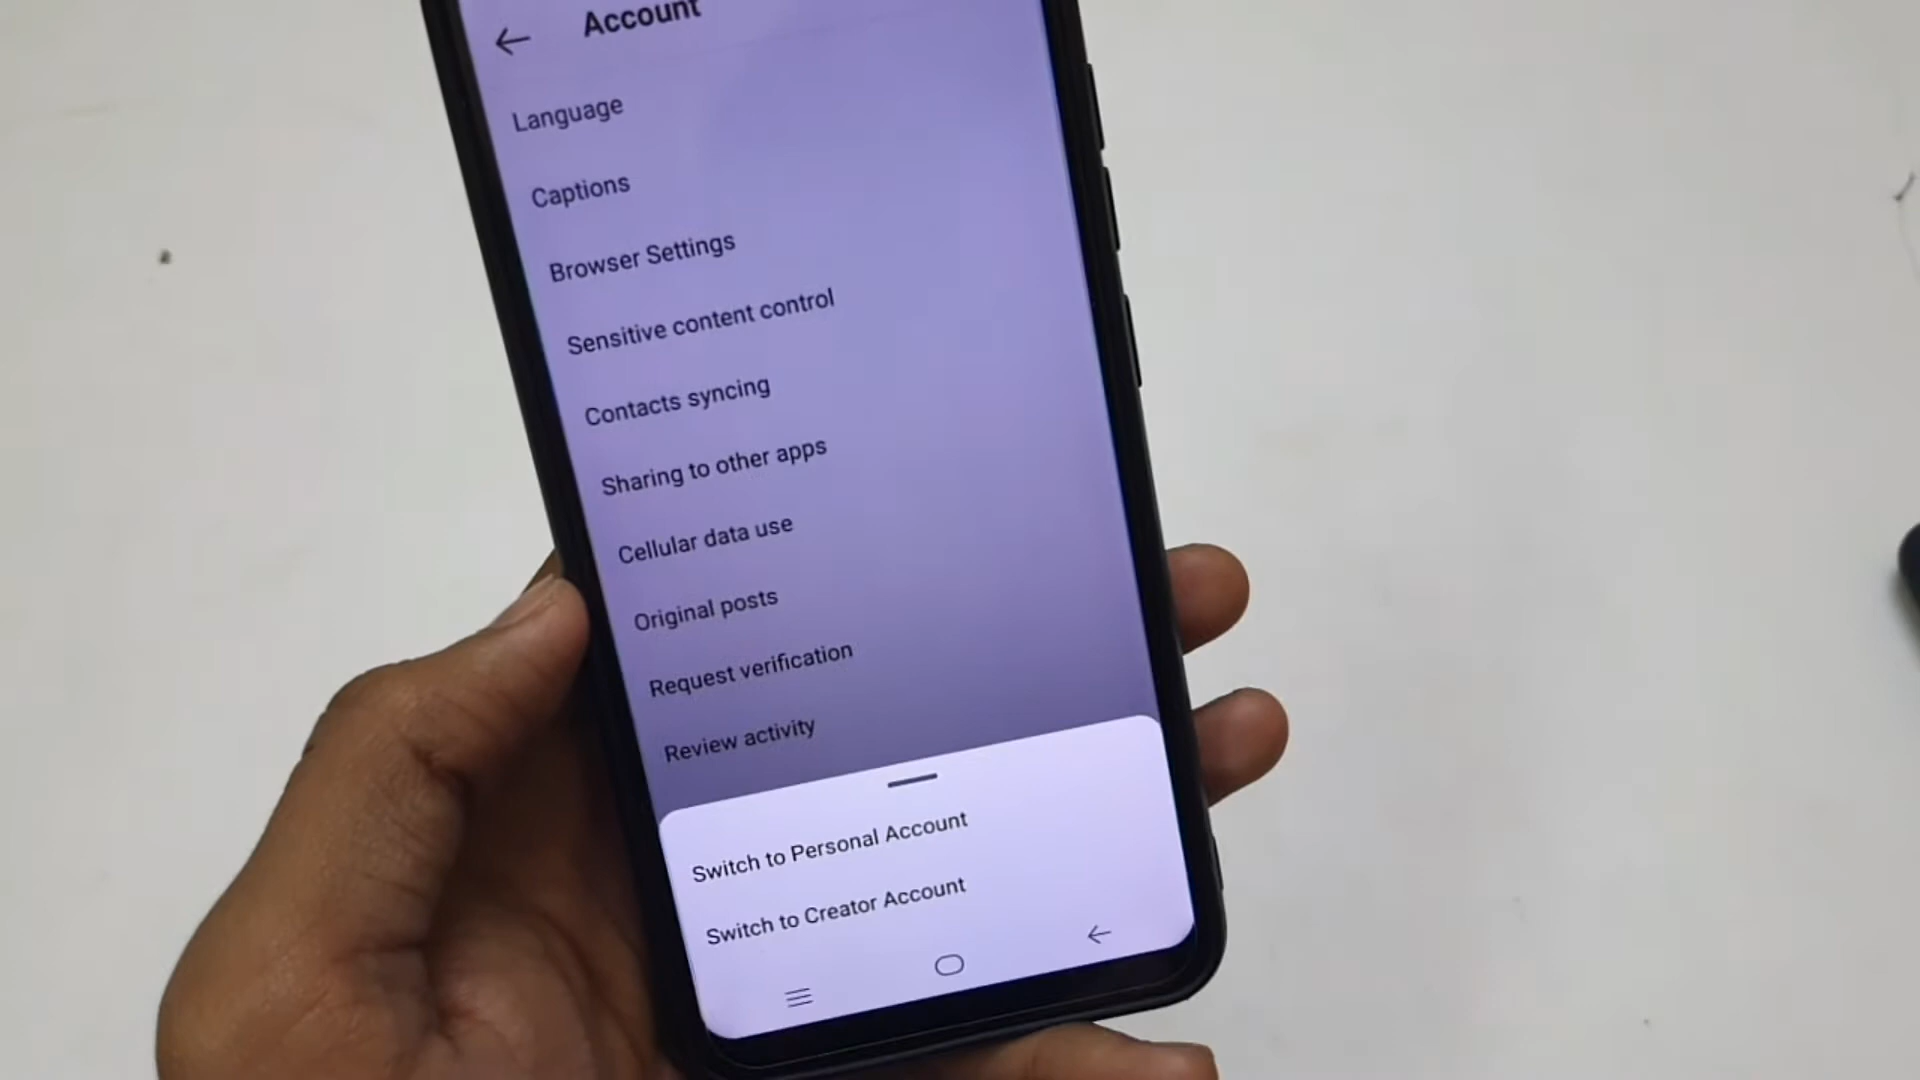 Account
Language
Captions
Browser Settings
Sensitive content control
Contacts syncing
Sharing to other apps
Cellular data use
Original posts
Request verification
Review activity
Switch to Personal Account
Switch to Creator Account